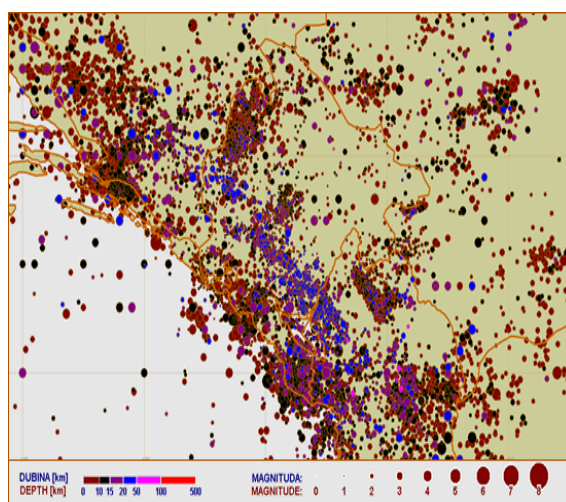 DUBINA [km]
DEPTH [km]
0 10 15 20 50 100 500
MAGNITUDA:
MAGNITUDE: 0 1 2 3 4 5 6 7 8